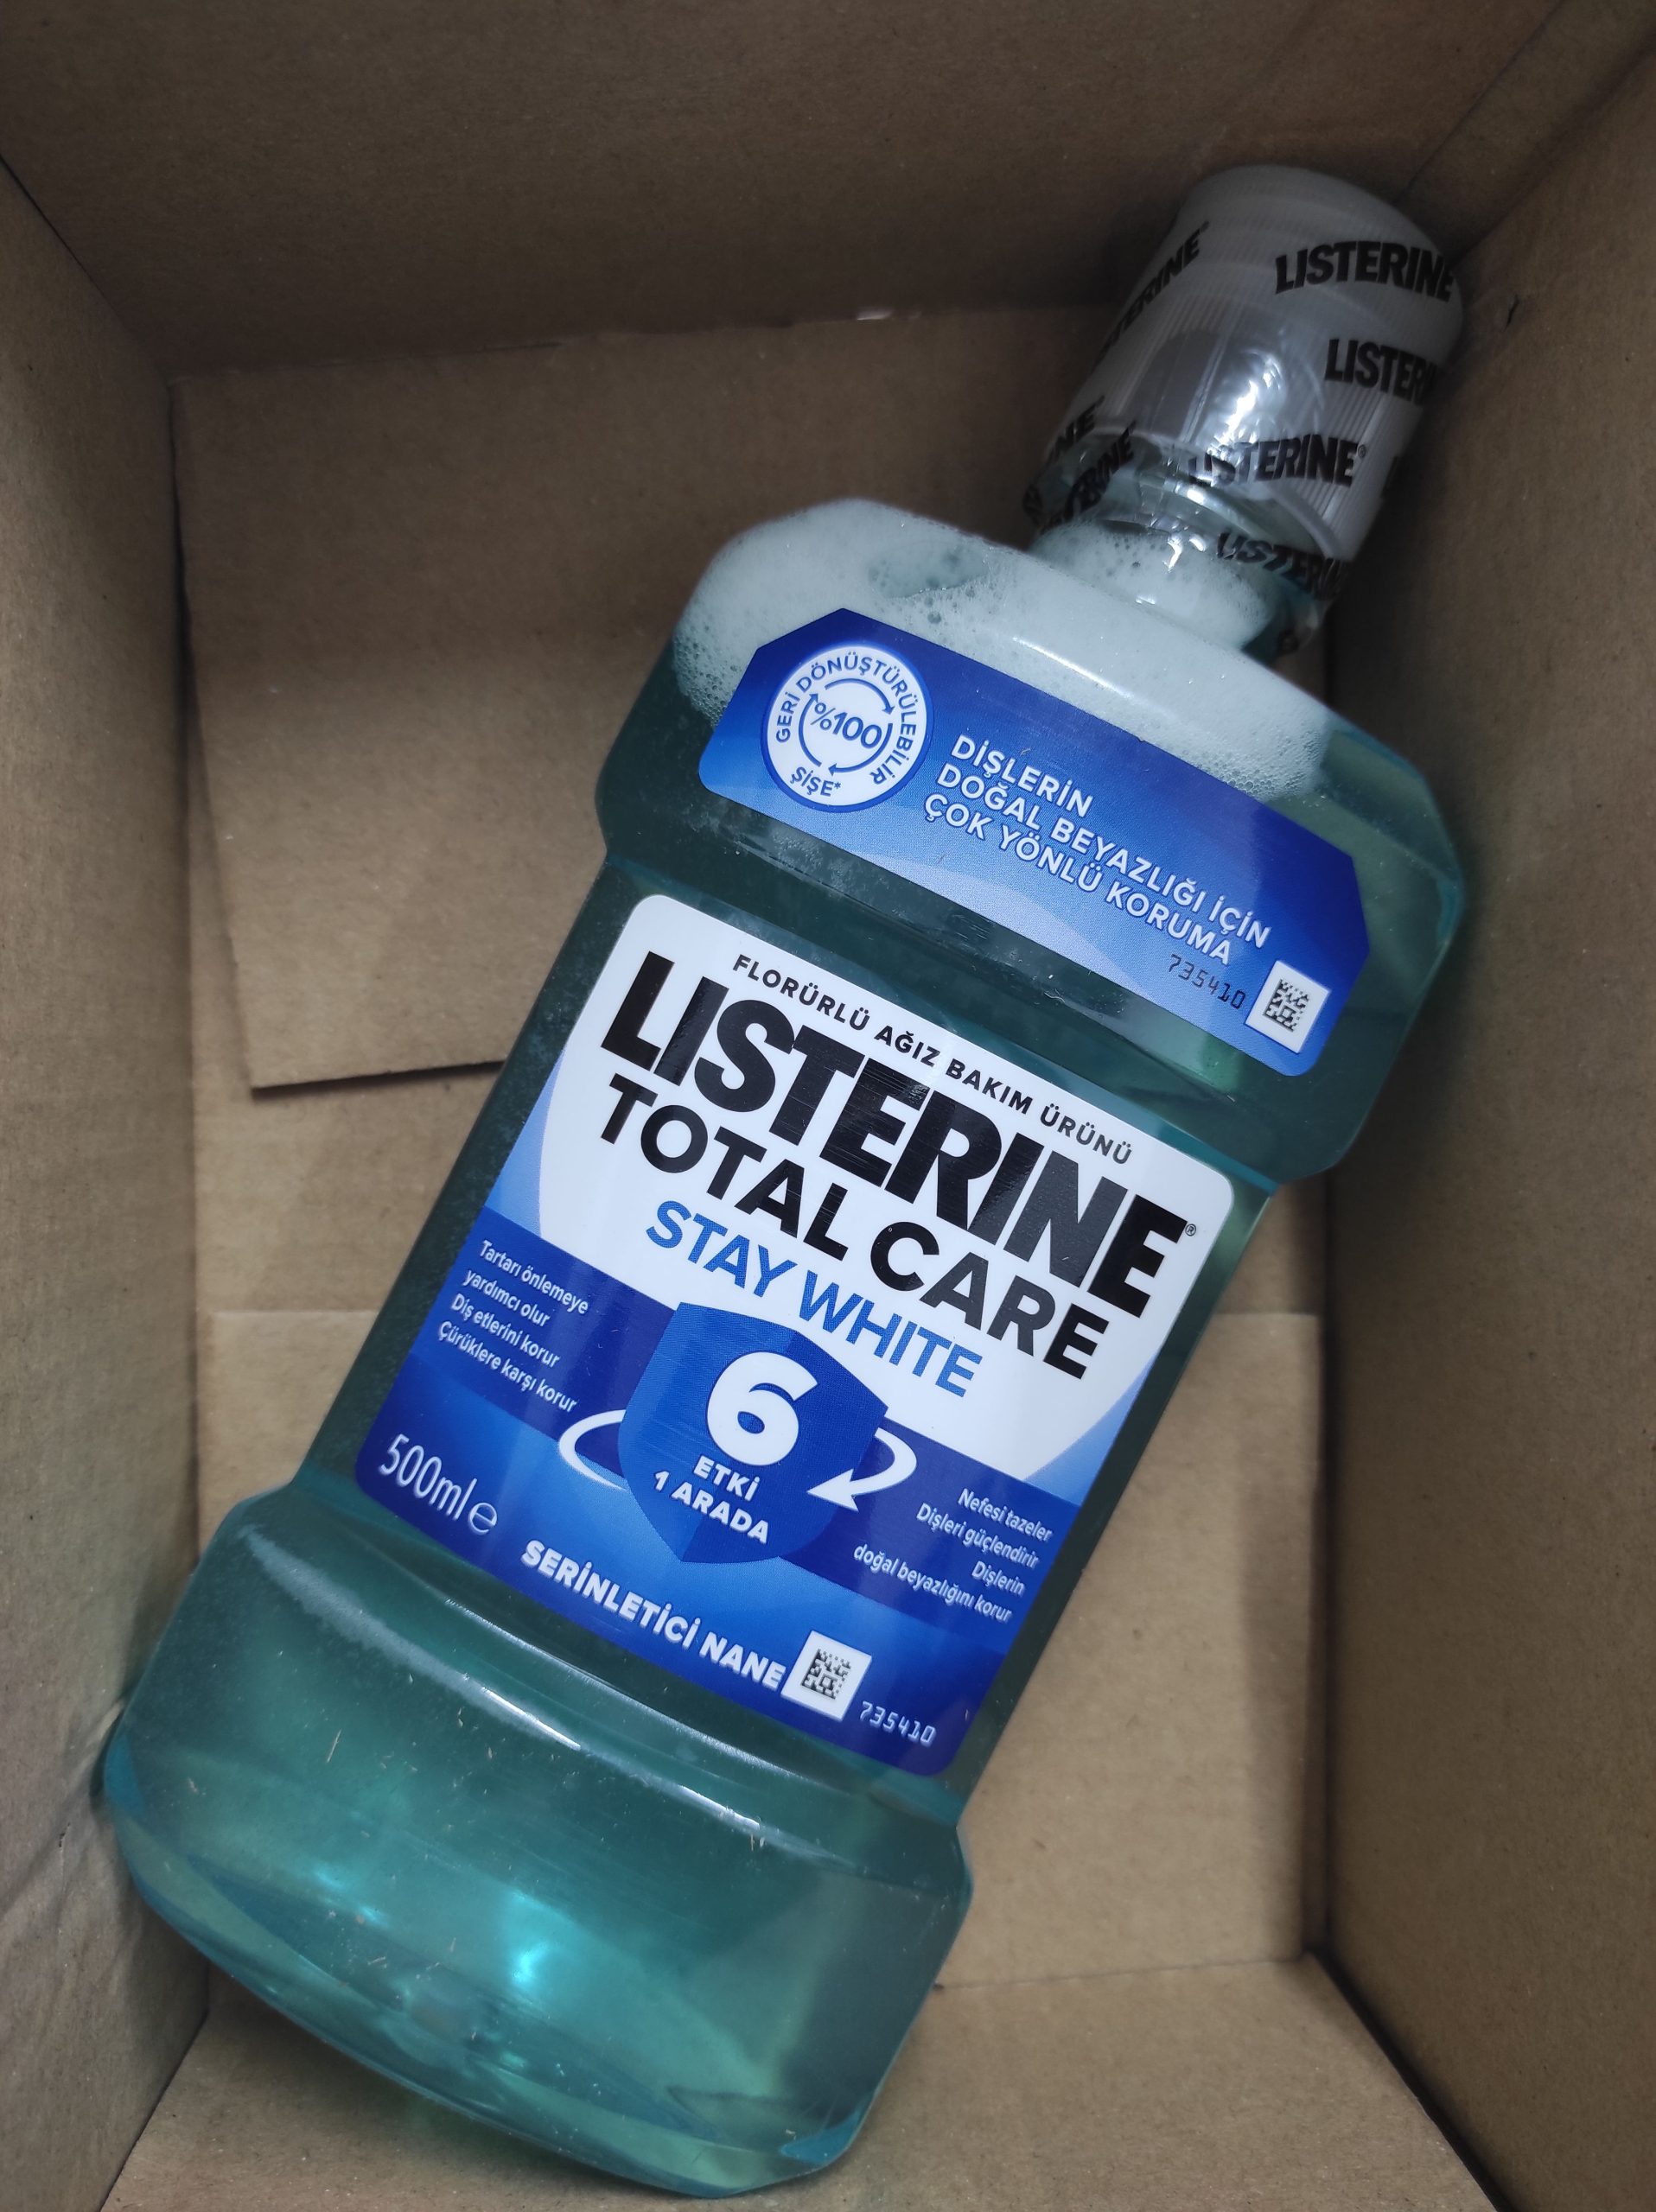 LISTERINE
LISTERINE®
GERİ DÖNÜŞTÜRÜLEBİLİR
%100
ŞİŞE*
DİŞLERİN
DOĞAL BEYAZLIĞI İÇİN
ÇOK YÖNLÜ KORUMA
735410
FLORÜRLÜ AĞIZ BAKIM ÜRÜNÜ
LISTERINE®
TOTAL CARE
STAY WHITE
Tartarı önlemeye
yardımcı olur
Diş etlerini korur
Çürüklere karşı korur
6
ETKİ
1 ARADA
Nefesi tazeler
Dişleri güçlendirir
Dişlerin
doğal beyazlığını korur
500ml ℮
SERİNLETİCİ NANE
735410